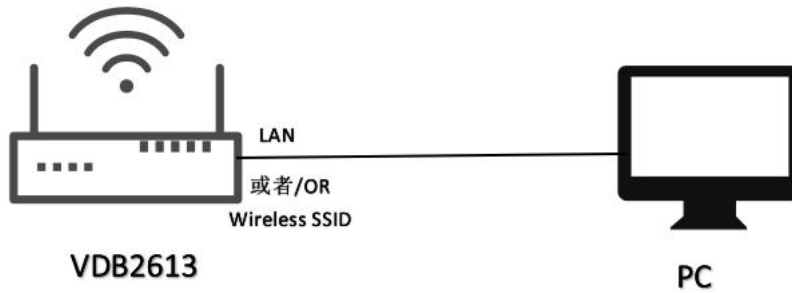 LAN
或者/OR
Wireless SSID
VDB2613
PC